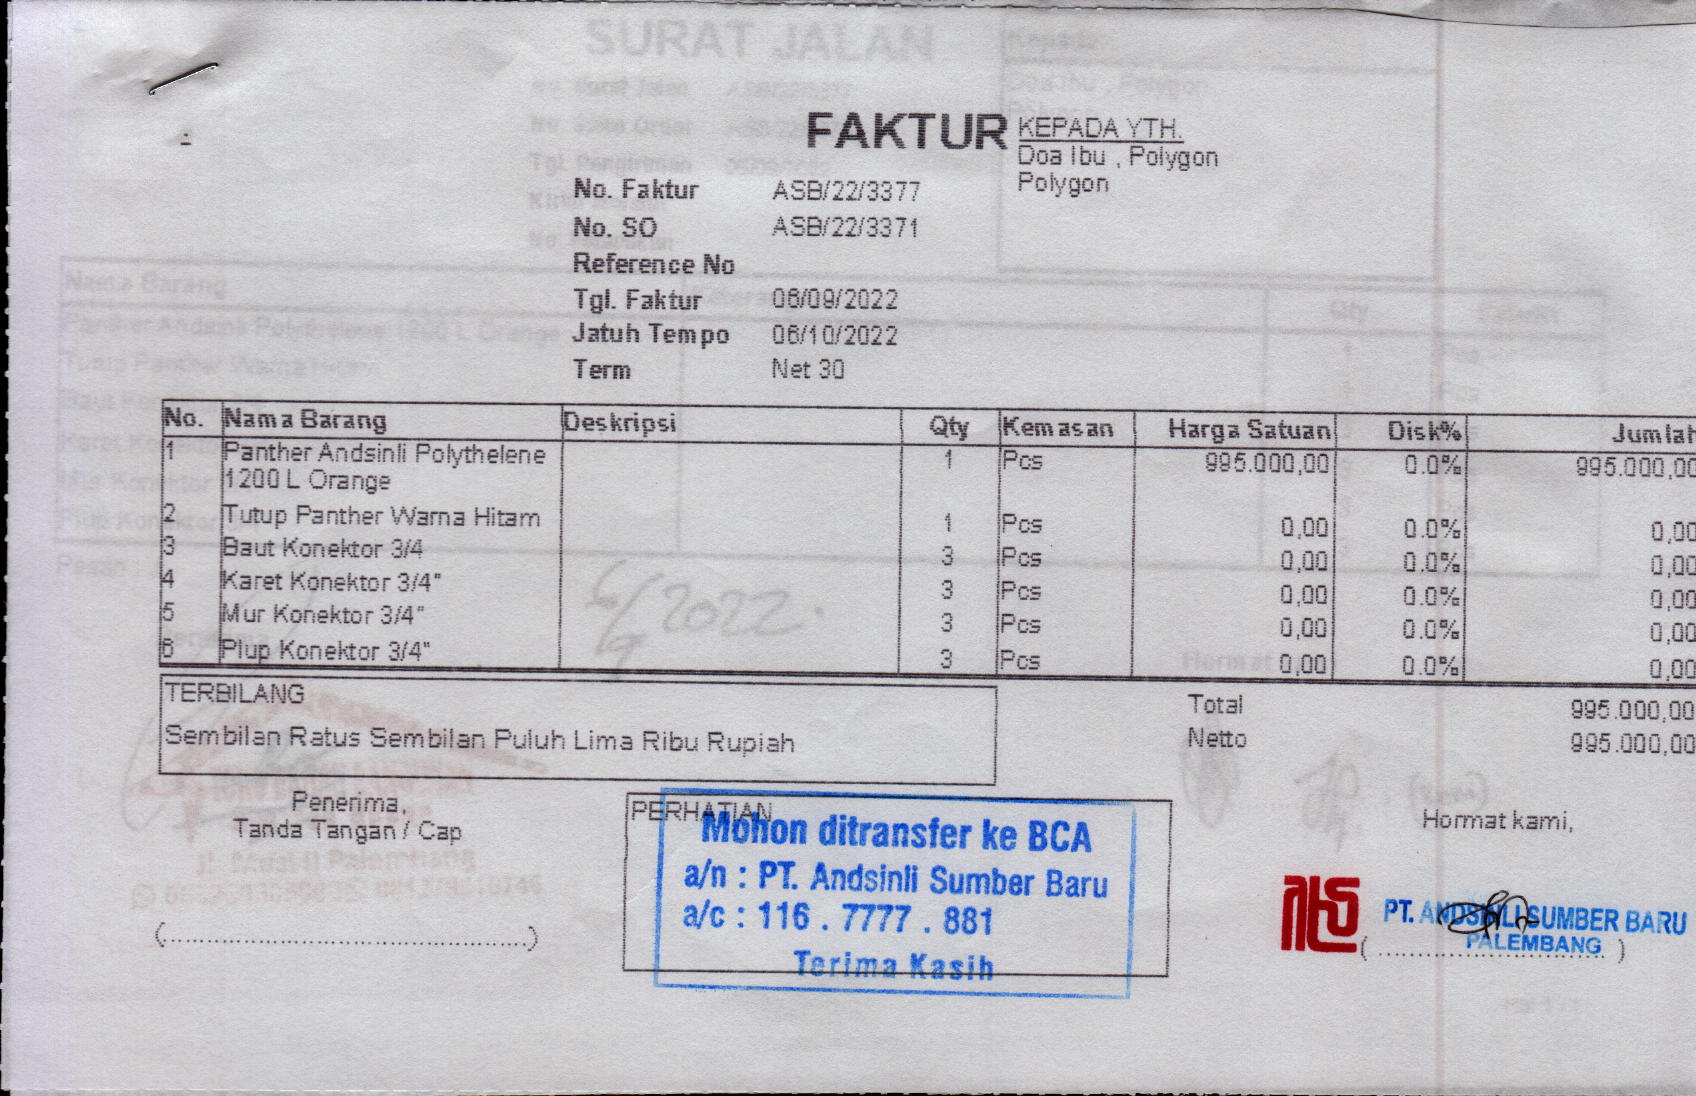 SURAT JALAN
FAKTUR
KEPADA YTH.
Doa Ibu , Polygon
Polygon
No. Faktur ASB/22/3377
No. SO ASB/22/3371
Reference No
Tgl. Faktur 06/09/2022
Jatuh Tempo 06/10/2022
Term Net 30
No. Nama Barang Deskripsi Qty Kemasan Harga Satuan Disk% Jumlah
1 Panther Andsinli Polythelene 1 Pcs 995.000,00 0.0% 995.000,00
1200 L Orange
2 Tutup Panther Warna Hitam 1 Pcs 0,00 0.0% 0,00
3 Baut Konektor 3/4 3 Pcs 0,00 0.0% 0,00
4 Karet Konektor 3/4" 3 Pcs 0,00 0.0% 0,00
5 Mur Konektor 3/4" 3 Pcs 0,00 0.0% 0,00
6 Plup Konektor 3/4" 3 Pcs 0,00 0.0% 0,00
6/9 2022.
TERBILANG
Sembilan Ratus Sembilan Puluh Lima Ribu Rupiah
Total 995.000,00
Netto 995.000,00
Penerima,
Tanda Tangan / Cap
(........................................)
PERHATIAN
Mohon ditransfer ke BCA
a/n : PT. Andsinli Sumber Baru
a/c : 116 . 7777 . 881
Terima Kasih
Hormat kami,
PT. ANDSINLI SUMBER BARU
PALEMBANG
(.........................)